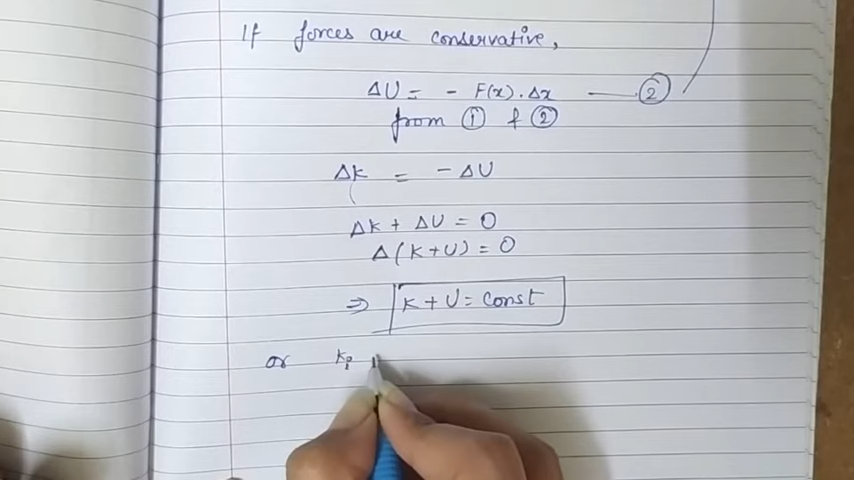 If forces are conservative,
ΔU = - F(x) . Δx —— ②
from ① & ②
Δk = - ΔU
Δk + ΔU = 0
Δ(K+U) = 0
⇒ K + U = const
or Ki